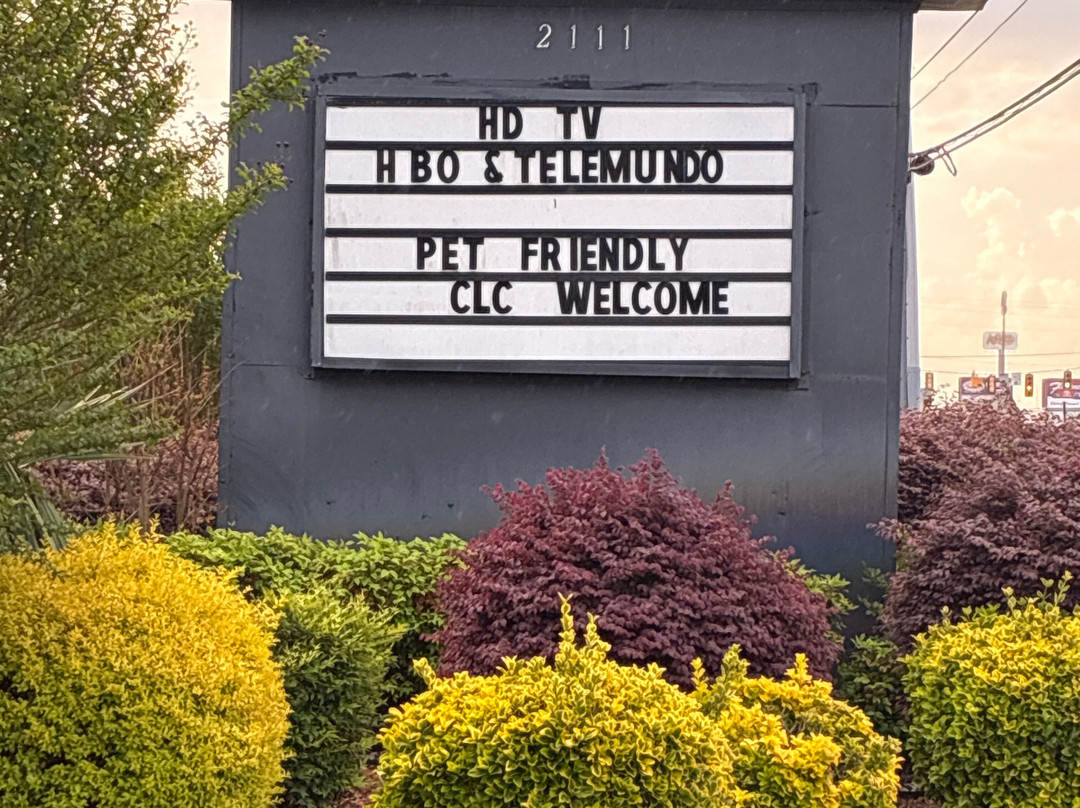 2111
HD TV
HBO & TELEMUNDO
PET FRIENDLY
CLC WELCOME